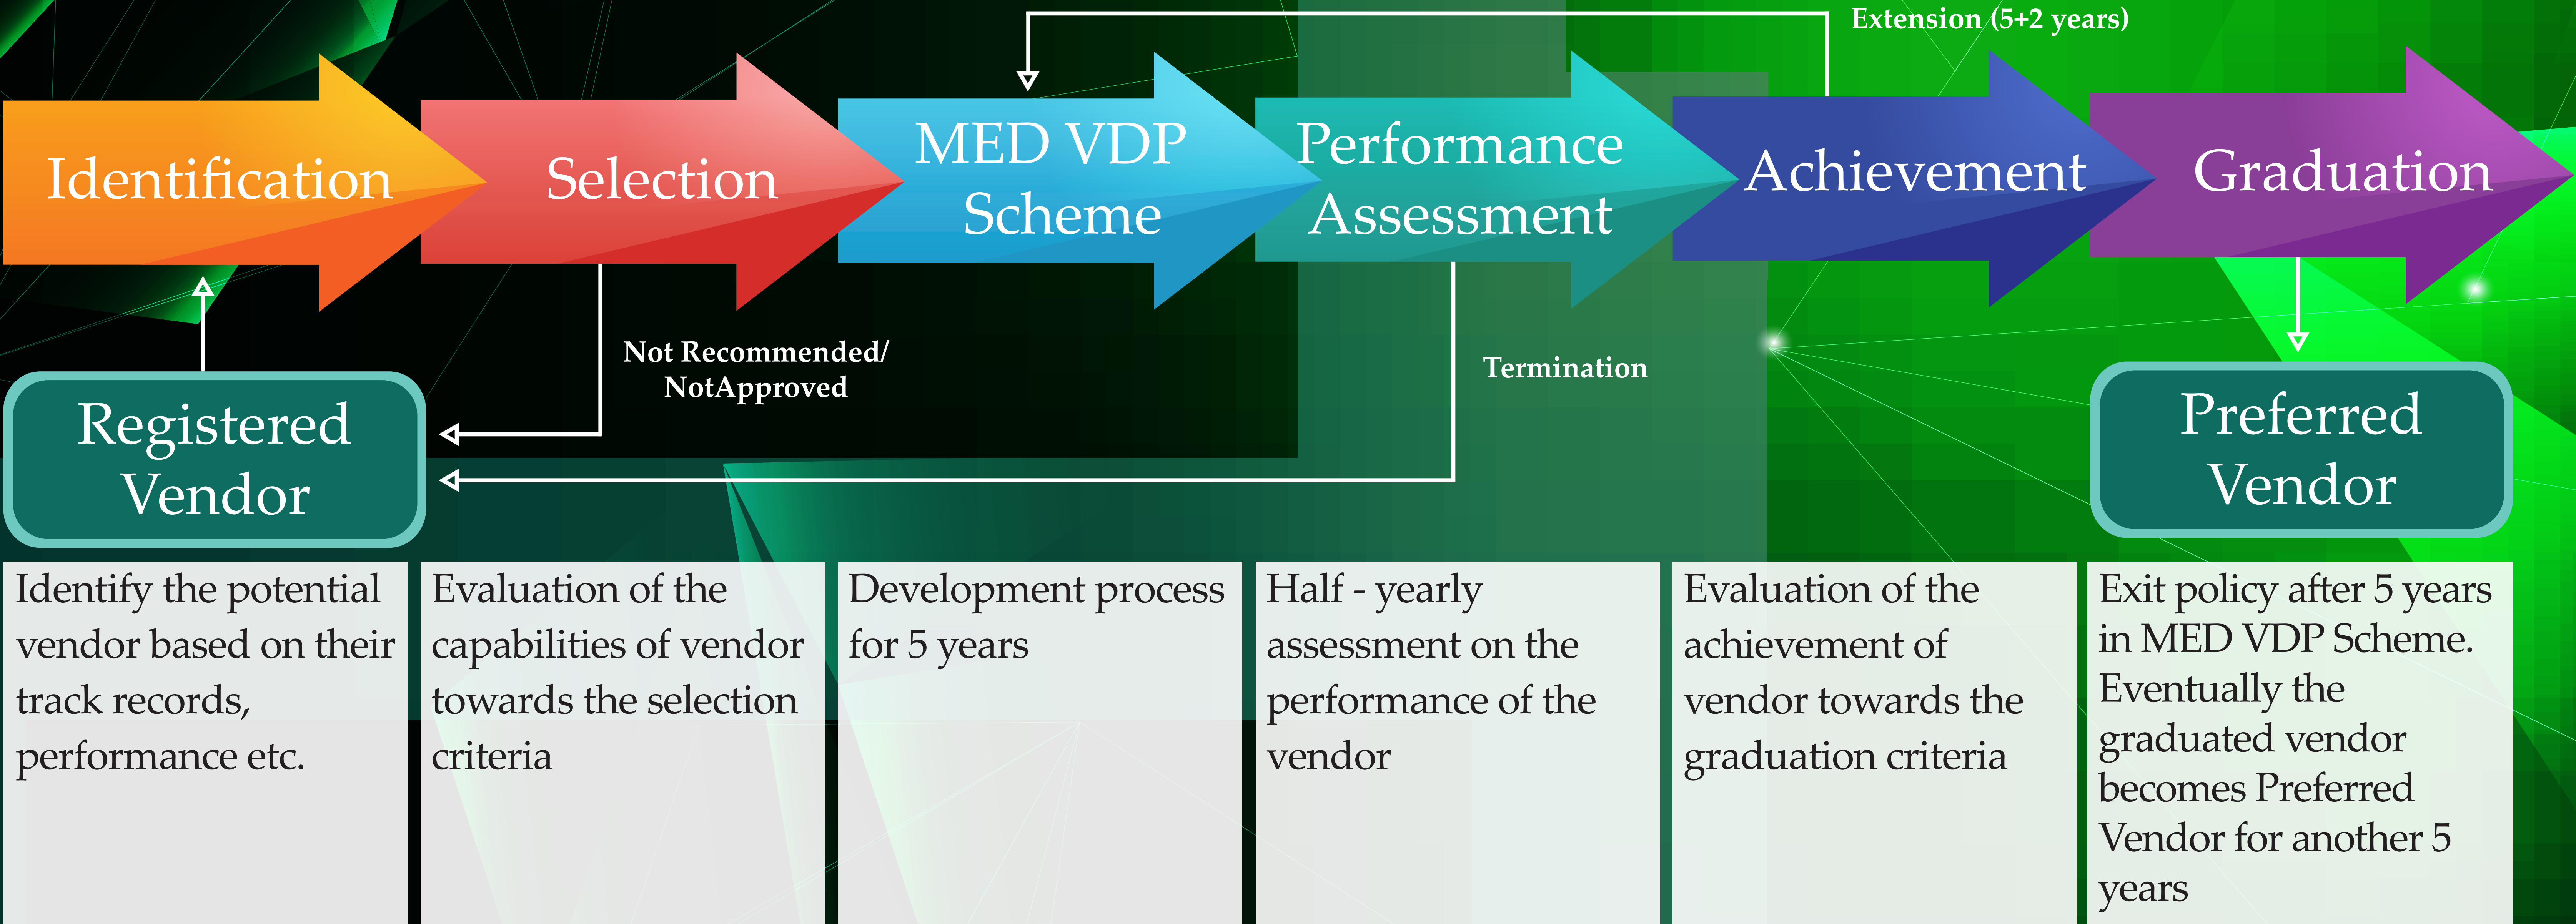 Extension (5+2 years)
Identification
Selection
MED VDP
Scheme
Performance
Assessment
Achievement
Graduation
Not Recommended/
NotApproved
Termination
Registered
Vendor
Preferred
Vendor
Identify the potential
vendor based on their
track records,
performance etc.
Evaluation of the
capabilities of vendor
towards the selection
criteria
Development process
for 5 years
Half - yearly
assessment on the
performance of the
vendor
Evaluation of the
achievement of
vendor towards the
graduation criteria
Exit policy after 5 years
in MED VDP Scheme.
Eventually the
graduated vendor
becomes Preferred
Vendor for another 5
years